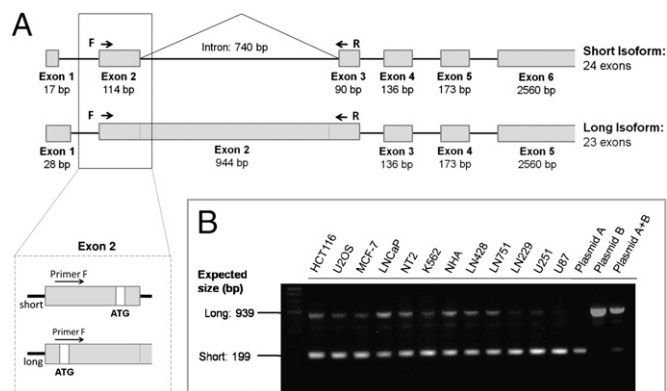 A
F
Intron: 740 bp
R
Short Isoform:
24 exons
Exon 1
17 bp
Exon 2
114 bp
Exon 3
90 bp
Exon 4
136 bp
Exon 5
173 bp
Exon 6
2560 bp
F
R
Long Isoform:
23 exons
Exon 1
28 bp
Exon 2
944 bp
Exon 3
136 bp
Exon 4
173 bp
Exon 5
2560 bp
Exon 2
Primer F
short
ATG
Primer F
long
ATG
B
Expected
size (bp)
HCT116
U2OS
MCF-7
LNCaP
NT2
K562
NHA
LN428
LN751
LN229
U251
U87
Plasmid A
Plasmid B
Plasmid A+B
Long: 939
Short: 199